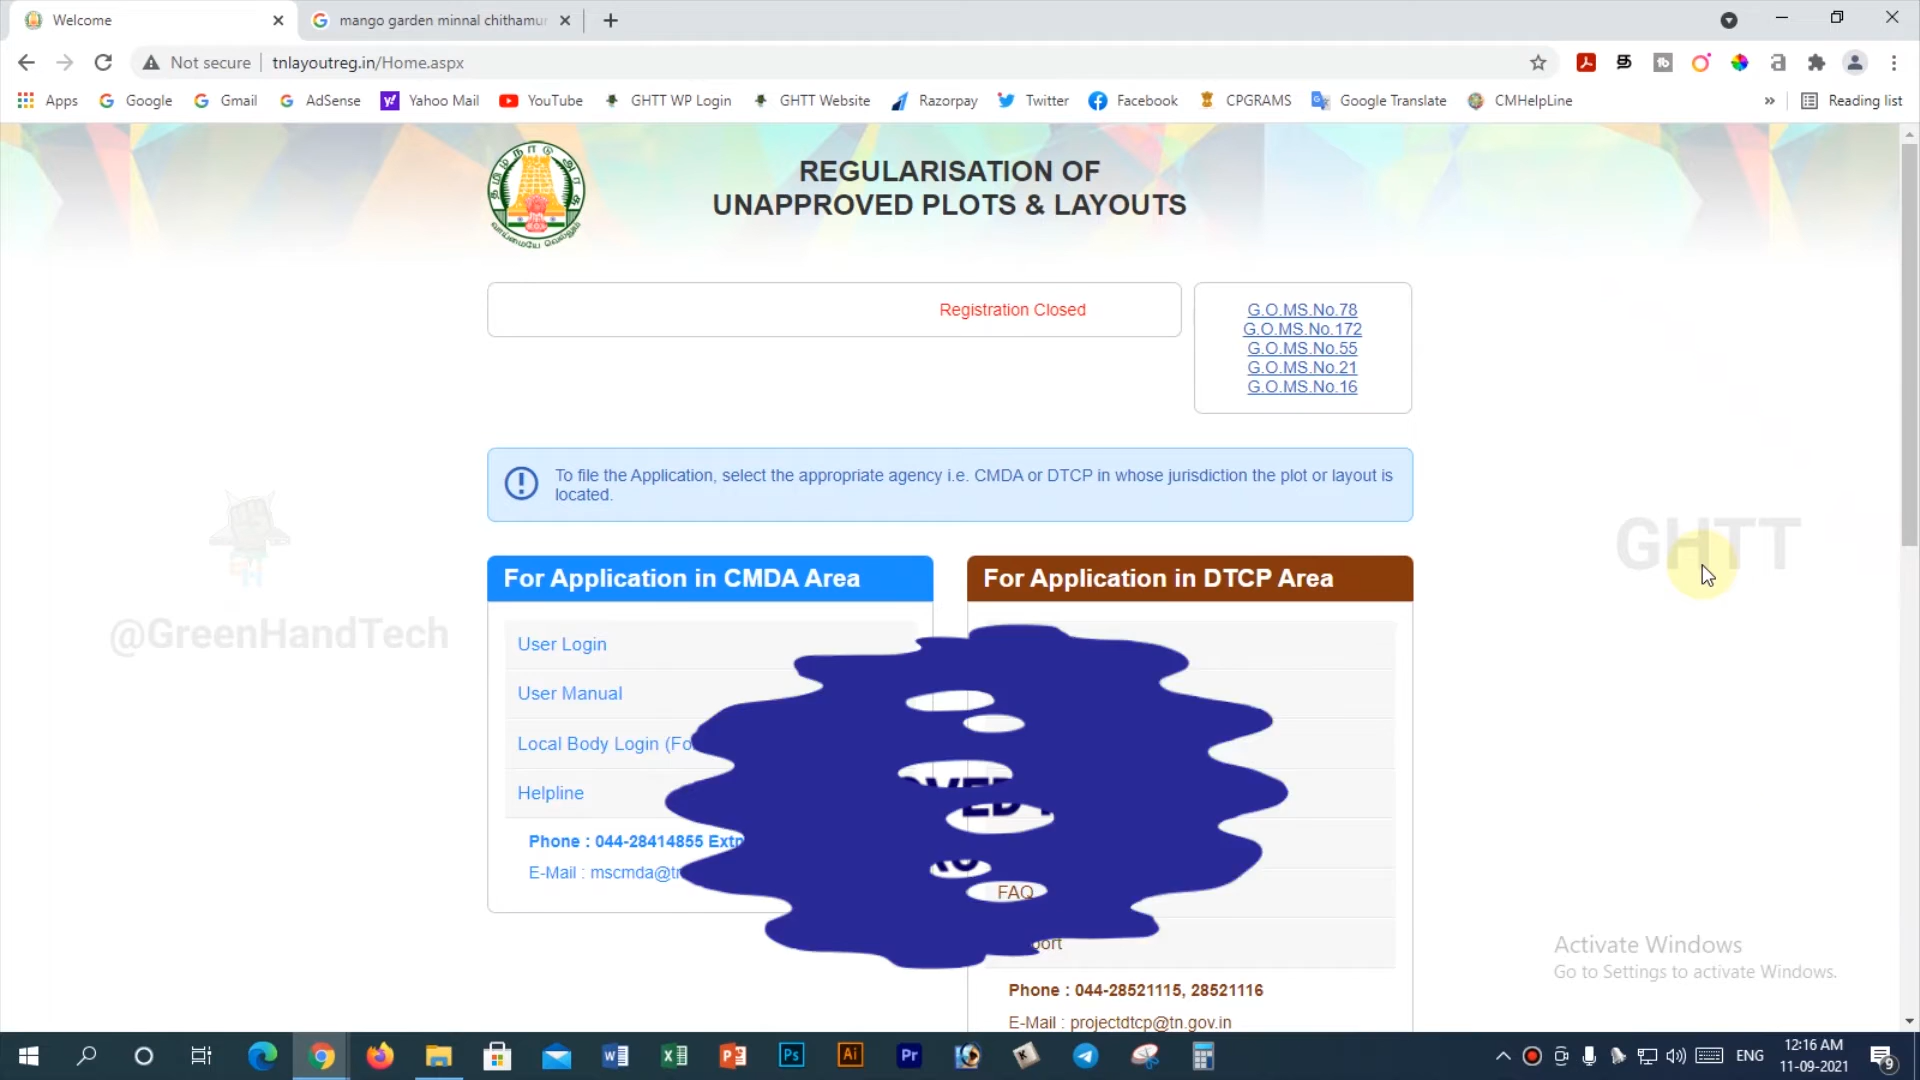 Welcome
mango garden minnal chithamur
Not secure
tnlayoutreg.in/Home.aspx
Apps
Google
Gmail
AdSense
Yahoo Mail
YouTube
GHTT WP Login
GHTT Website
Razorpay
Twitter
Facebook
CPGRAMS
Google Translate
CMHelpLine
»
Reading list
REGULARISATION OF
UNAPPROVED PLOTS & LAYOUTS
Registration Closed
G.O.MS.No.78
G.O.MS.No.172
G.O.MS.No.55
G.O.MS.No.21
G.O.MS.No.16
To file the Application, select the appropriate agency i.e. CMDA or DTCP in whose jurisdiction the plot or layout is
located.
For Application in CMDA Area
User Login
User Manual
Local Body Login
Helpline
Phone : 044-28414855
E-Mail :
For Application in DTCP Area
FAQ
Phone : 044-28521115, 28521116
E-Mail : projectdtcp@tn.gov.in
@GreenHandTech
GHTT
Activate Windows
Go to Settings to activate Windows.
ENG
12:16 AM
11-09-2021
9